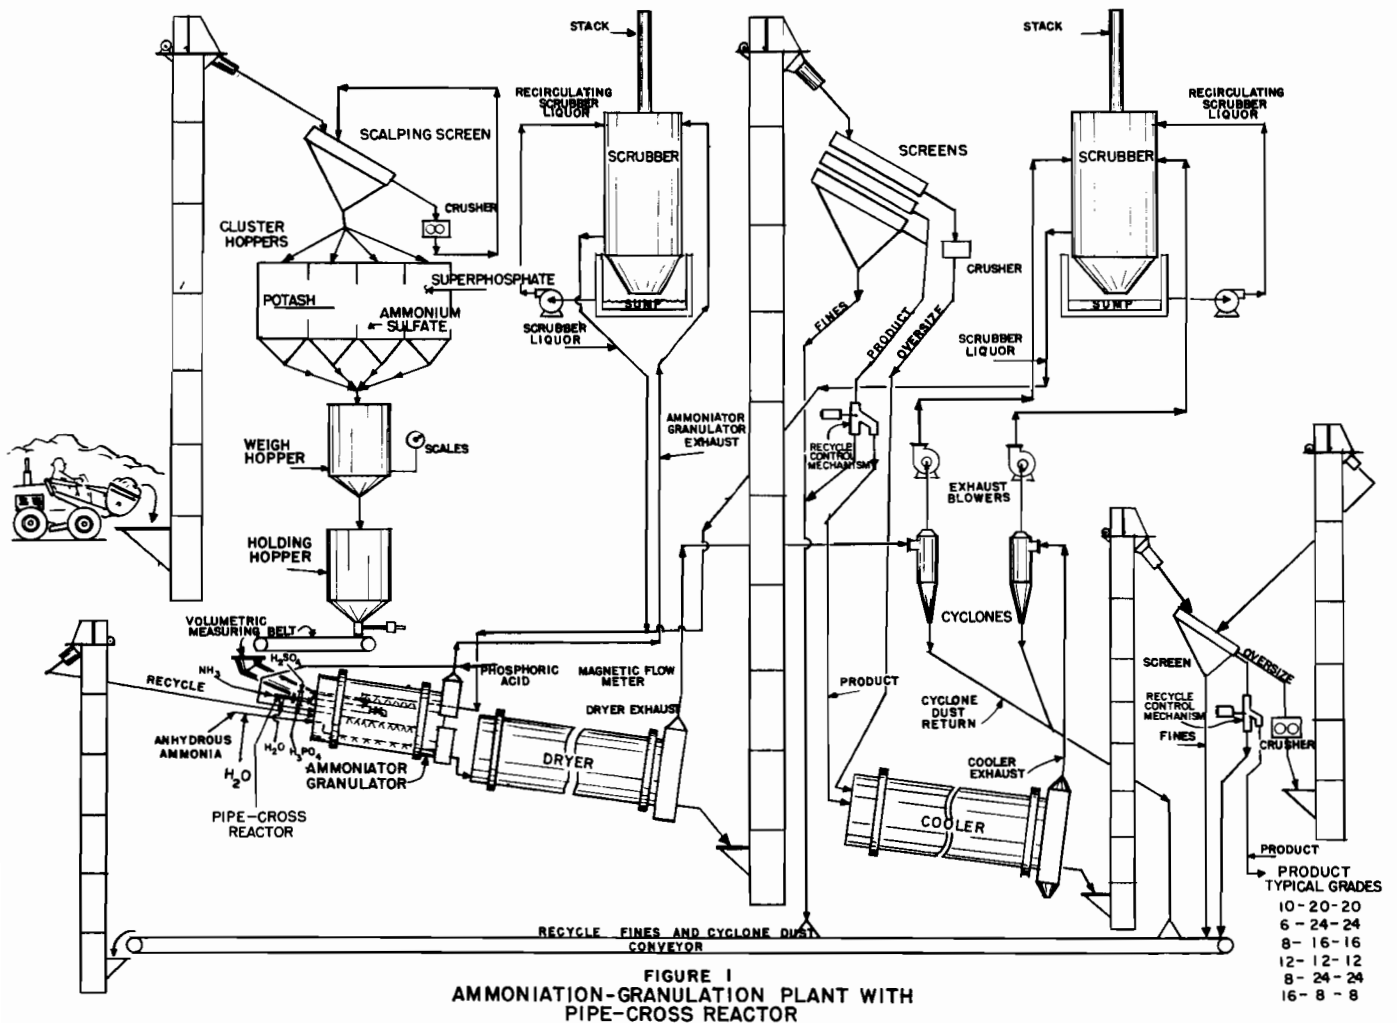 STACK
RECIRCULATING
SCRUBBER
LIQUOR
SCRUBBER
SCALPING SCREEN
CRUSHER
CLUSTER
HOPPERS
SUPERPHOSPHATE
POTASH
AMMONIUM
SULFATE
SUMP
SCRUBBER
LIQUOR
WEIGH
HOPPER
SCALES
HOLDING
HOPPER
AMMONIATOR
GRANULATOR
EXHAUST
SCREENS
CRUSHER
FINES
PRODUCT
OVERSIZE
RECYCLE
CONTROL
MECHANISM
STACK
RECIRCULATING
SCRUBBER
LIQUOR
SCRUBBER
SUMP
SCRUBBER
LIQUOR
EXHAUST
BLOWERS
CYCLONES
VOLUMETRIC
MEASURING BELT
H2SO4
NH3
RECYCLE
ANHYDROUS
AMMONIA
H2O
H2O
H3PO4
PIPE-CROSS
REACTOR
AMMONIATOR
GRANULATOR
PHOSPHORIC
ACID
MAGNETIC FLOW
METER
DRYER EXHAUST
DRYER
PRODUCT
CYCLONE
DUST
RETURN
COOLER
EXHAUST
COOLER
SCREEN
OVERSIZE
RECYCLE
CONTROL
MECHANISM
FINES
CRUSHER
PRODUCT
PRODUCT
TYPICAL GRADES
10-20-20
6-24-24
8-16-16
12-12-12
8-24-24
16-8-8
RECYCLE FINES AND CYCLONE DUST
CONVEYOR
FIGURE 1
AMMONIATION-GRANULATION PLANT WITH
PIPE-CROSS REACTOR